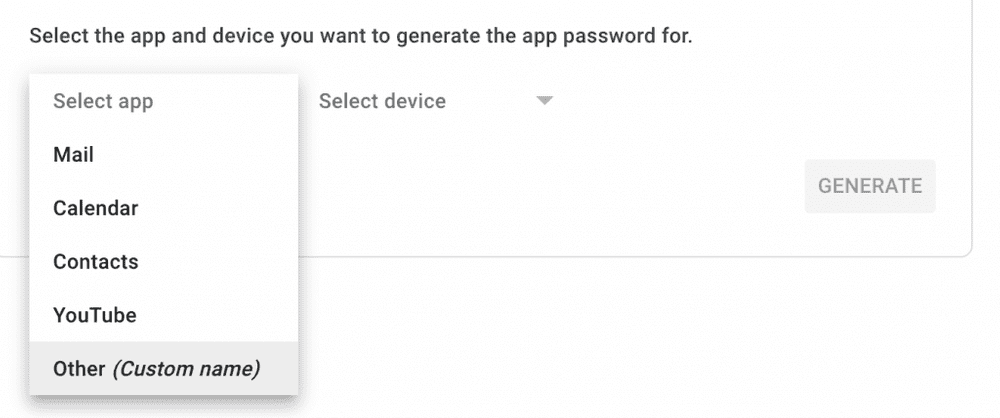 Select the app and device you want to generate the app password for.
Select app
Select device
Mail
Calendar
GENERATE
Contacts
YouTube
Other (Custom name)